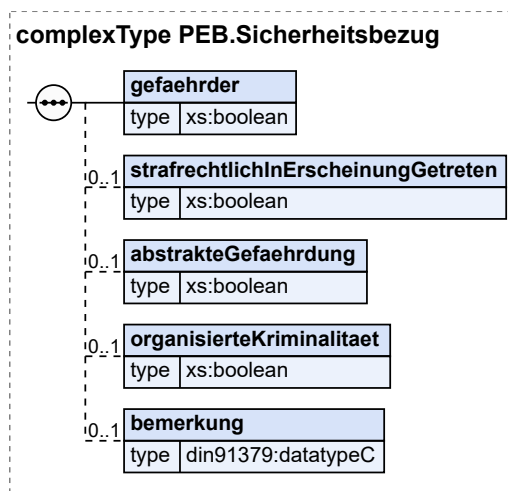 complexType PEB.Sicherheitsbezug
gefaehrder
type xs:boolean
0..1 strafrechtlichInErscheinungGetreten
type xs:boolean
0..1 abstrakteGefaehrdung
type xs:boolean
0..1 organisierteKriminalitaet
type xs:boolean
0..1 bemerkung
type din91379:datatypeC